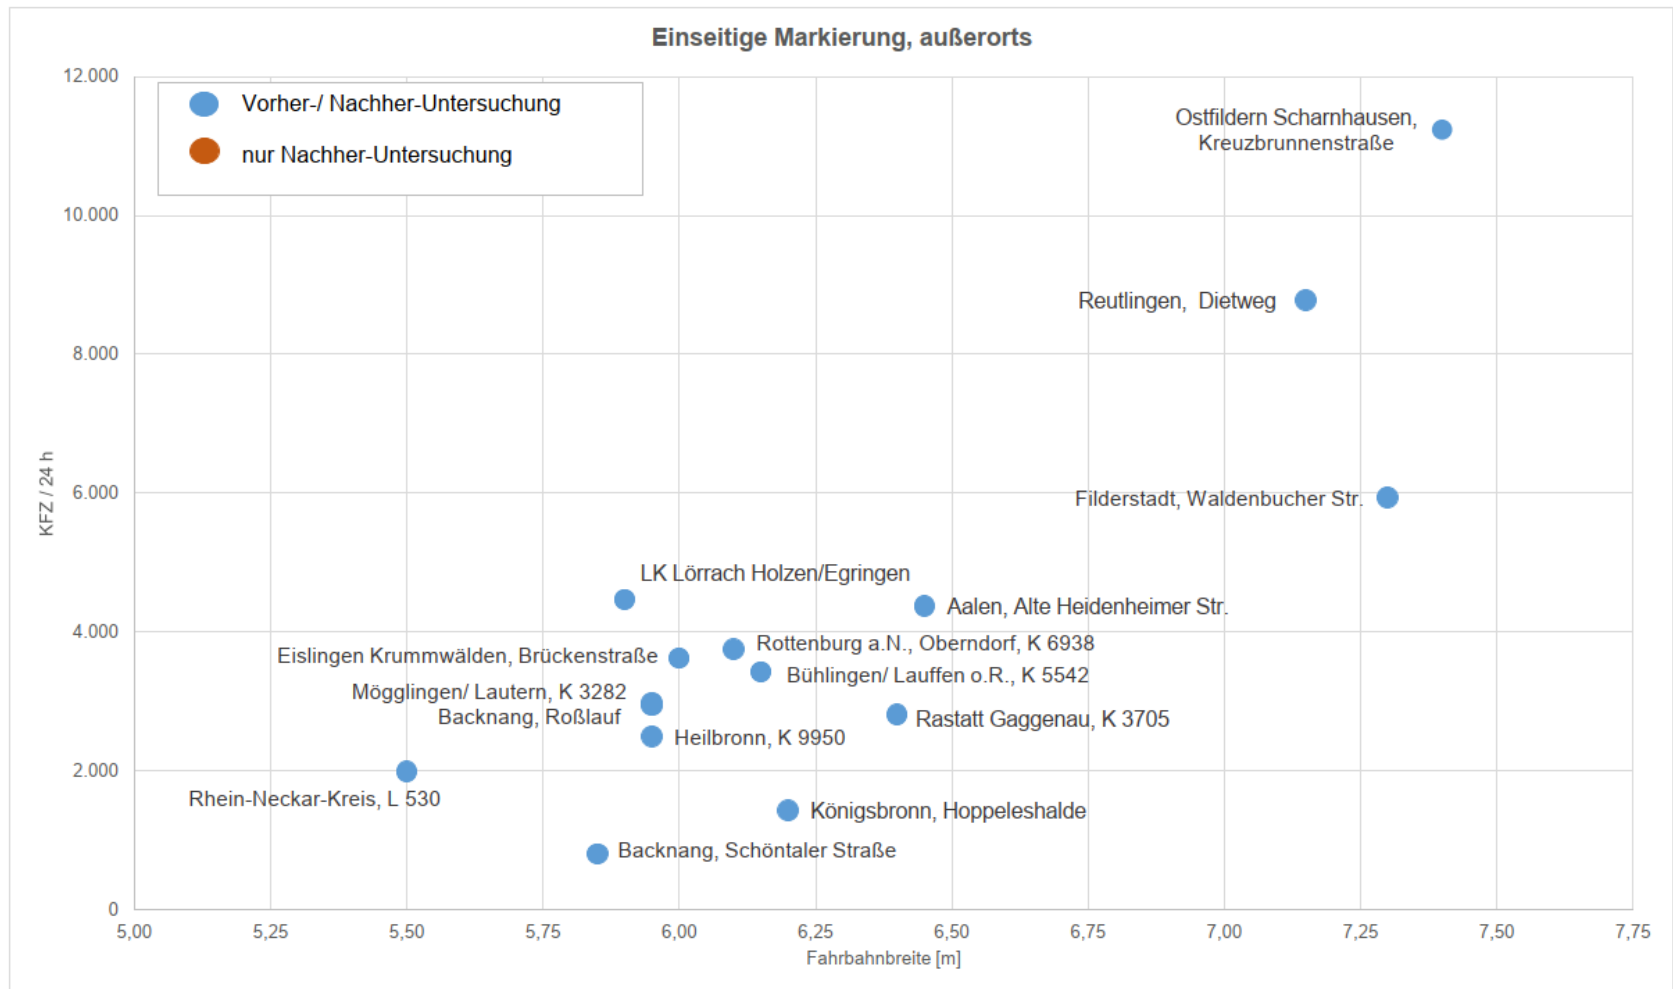 Einseitige Markierung, außerorts
12.000
Vorher-/ Nachher-Untersuchung
nur Nachher-Untersuchung
Ostfildern Scharnhausen,
Kreuzbrunnenstraße
10.000
Reutlingen, Dietweg
8.000
KFZ / 24 h
6.000
Filderstadt, Waldenbucher Str.
LK Lörrach Holzen/Egringen
Aalen, Alte Heidenheimer Str.
4.000
Rottenburg a.N., Oberndorf, K 6938
Eislingen Krummwälden, Brückenstraße
Bühlingen/ Lauffen o.R., K 5542
Mögglingen/ Lautern, K 3282
Backnang, Roßlauf
Rastatt Gaggenau, K 3705
Heilbronn, K 9950
2.000
Rhein-Neckar-Kreis, L 530
Königsbronn, Hoppeleshalde
Backnang, Schöntaler Straße
0
5,00 5,25 5,50 5,75 6,00 6,25 6,50 6,75 7,00 7,25 7,50 7,75
Fahrbahnbreite [m]